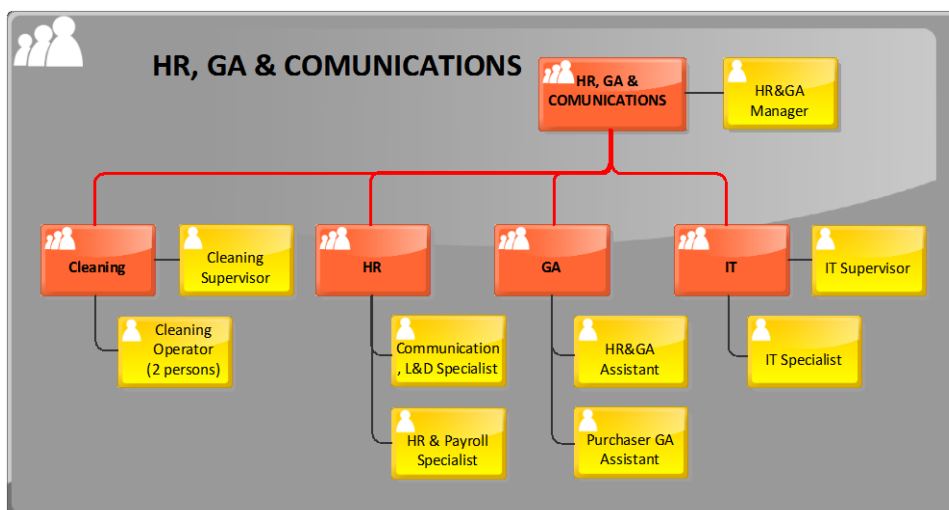 HR, GA & COMUNICATIONS
HR, GA &
COMUNICATIONS
HR&GA
Manager
Cleaning
Cleaning
Supervisor
HR
GA
IT
IT Supervisor
Cleaning
Operator
(2 persons)
Communication
, L&D Specialist
HR&GA
Assistant
IT Specialist
HR & Payroll
Specialist
Purchaser GA
Assistant